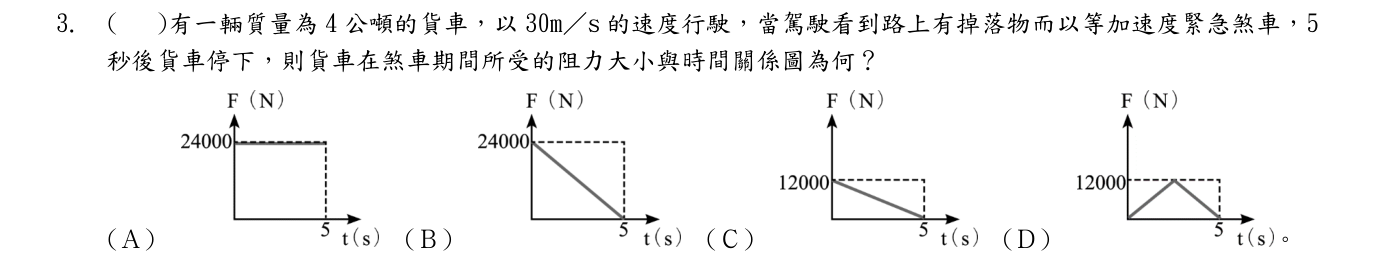 3. (　)有一輛質量為 4 公噸的貨車，以 30m／s 的速度行駛，當駕駛看到路上有掉落物而以等加速度緊急煞車，5
秒後貨車停下，則貨車在煞車期間所受的阻力大小與時間關係圖為何？
F（N） F（N） F（N） F（N）
24000 24000 12000 12000
（A） 5 t(s) （B） 5 t(s) （C） 5 t(s) （D） 5 t(s)。